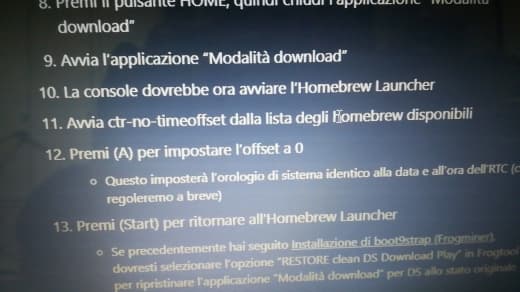 8. Premi il pulsante HOME, quindi chiudi l'applicazione "Modalità
download"
9. Avvia l'applicazione "Modalità download"
10. La console dovrebbe ora avviare l'Homebrew Launcher
11. Avvia ctr-no-timeoffset dalla lista degli homebrew disponibili
12. Premi (A) per impostare l'offset a 0
Questo imposterà l'orologio di sistema identico alla data e all'ora dell'RTC (
regoleremo a breve)
13. Premi (Start) per ritornare all'Homebrew Launcher
Se precedentemente hai seguito Installazione di boot9strap (Frogminer),
dovresti selezionare l'opzione "RESTORE clean DS Download Play" in Frogtool
per ripristinare l'applicazione "Modalità download" per DS allo stato originale